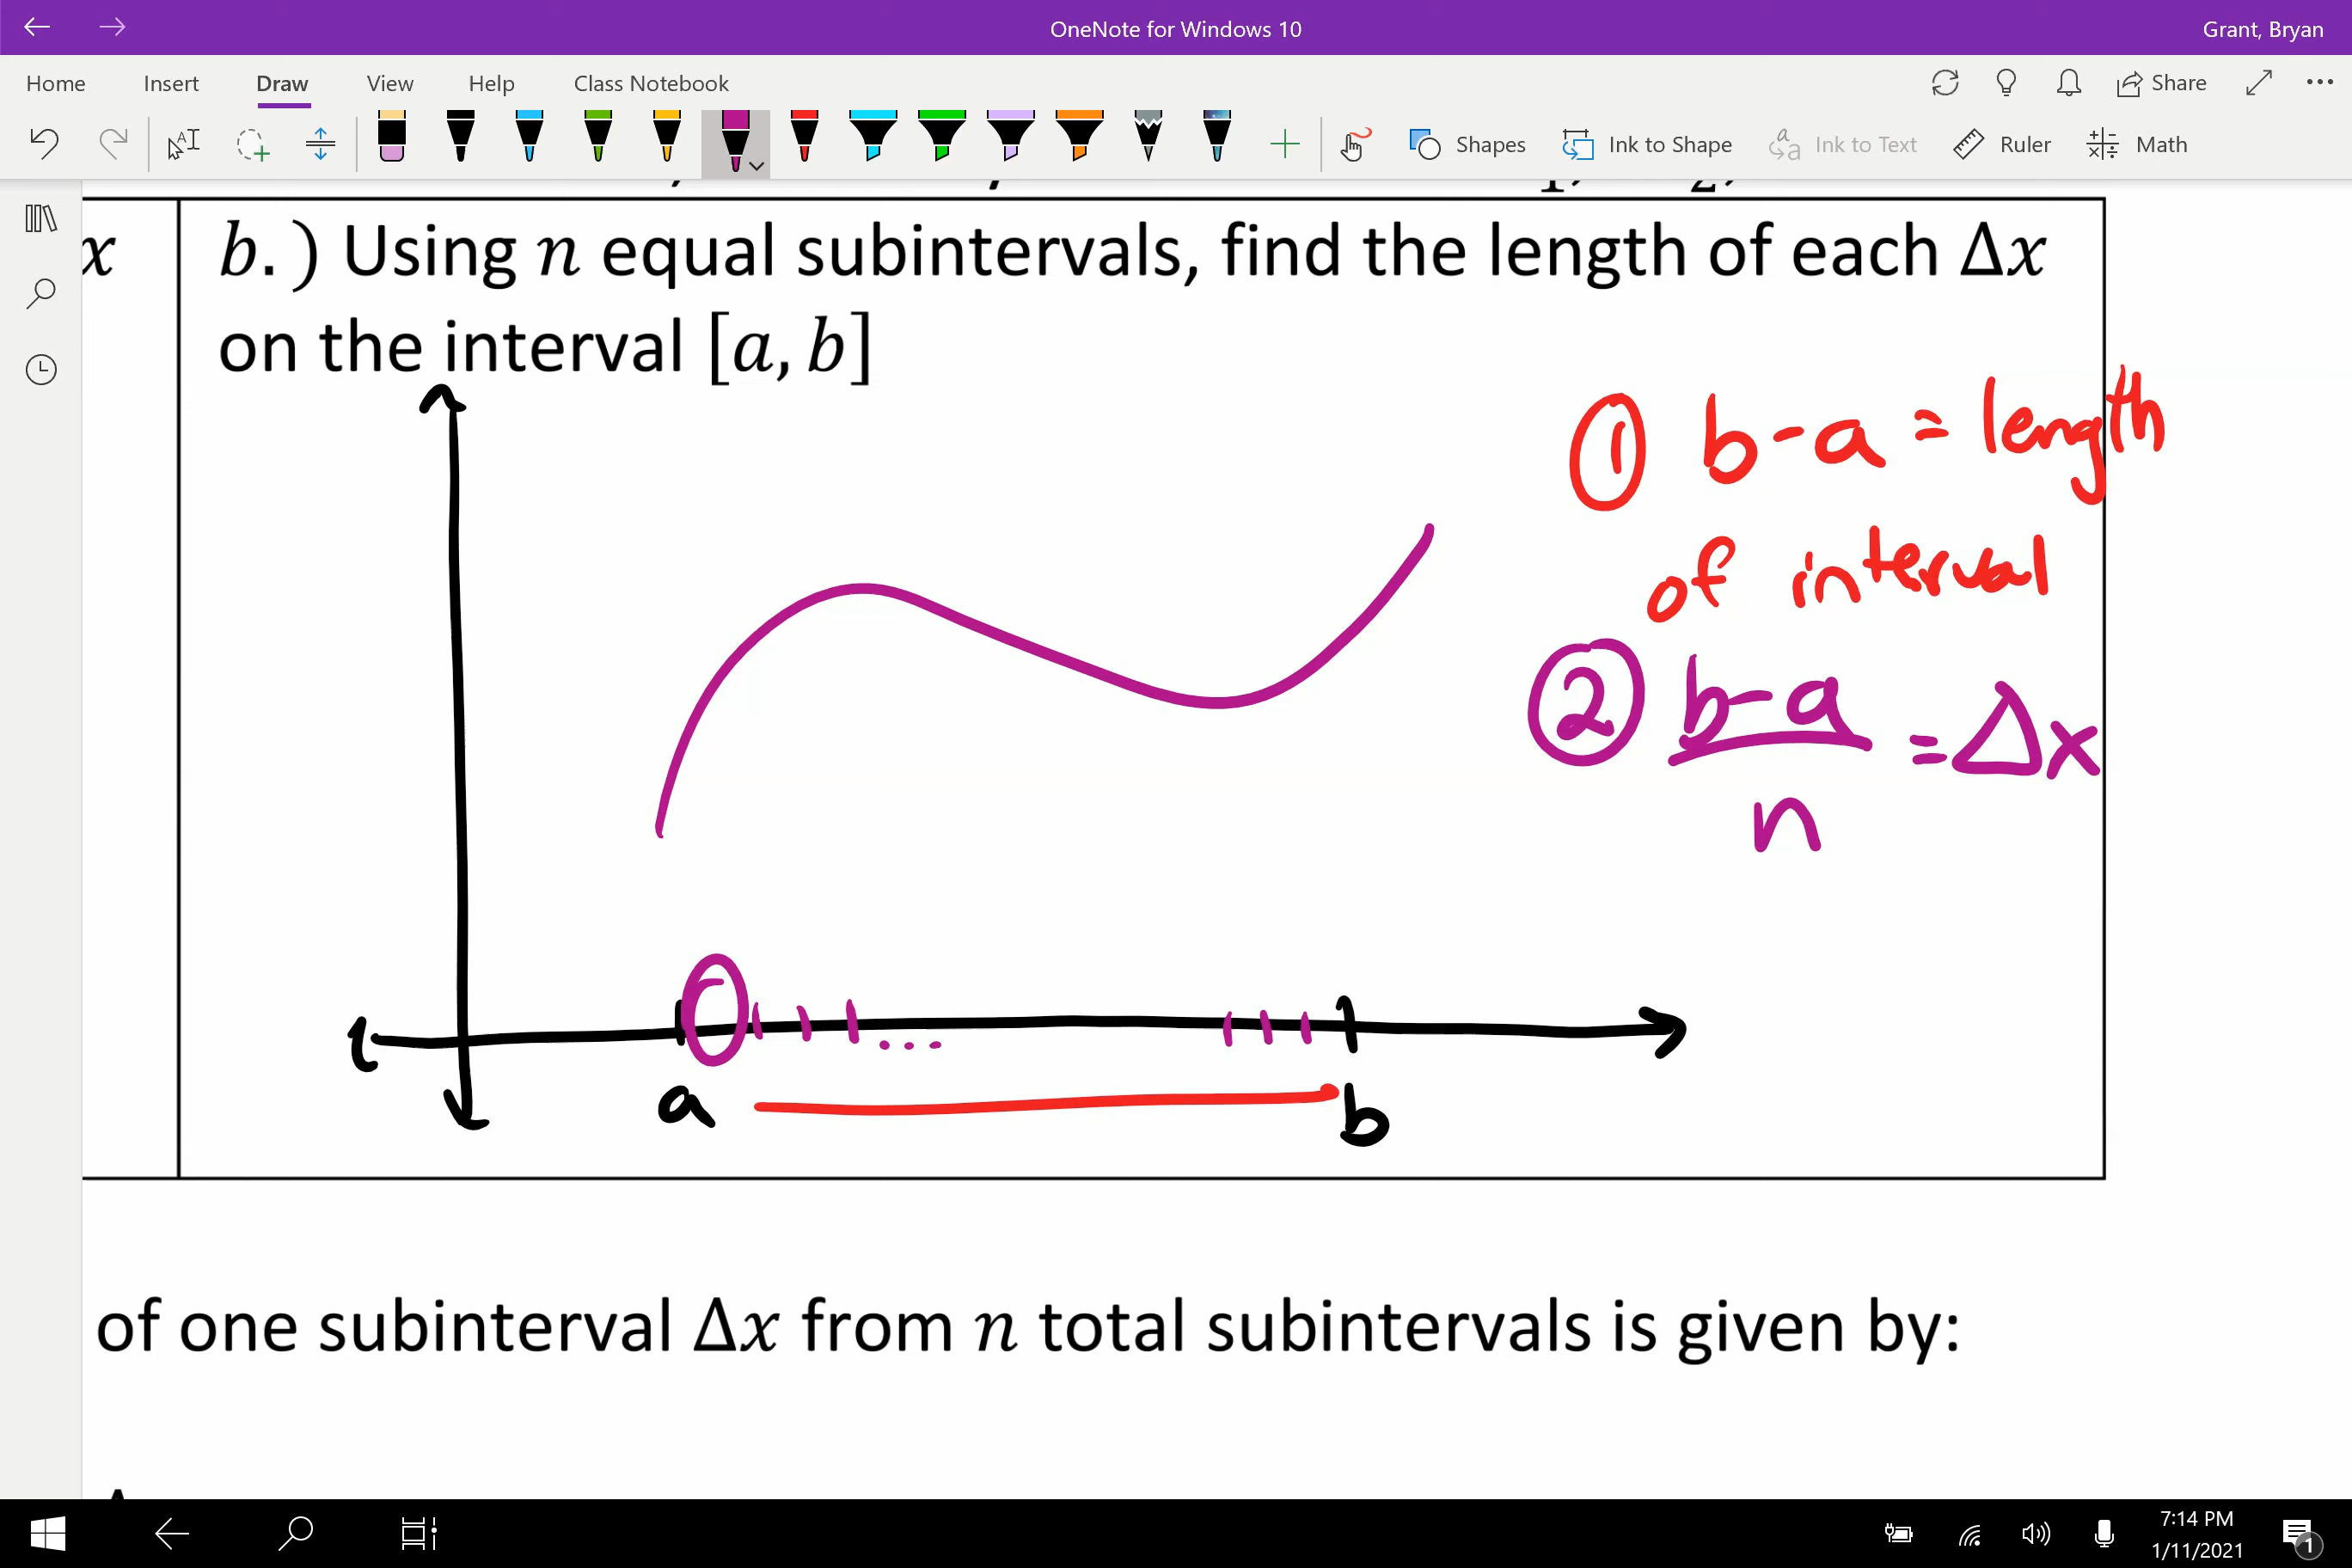 OneNote for Windows 10
Grant, Bryan
Home Insert Draw View Help Class Notebook
Share
Shapes Ink to Shape Ink to Text Ruler Math
x
b.) Using n equal subintervals, find the length of each Δx
on the interval [a, b]
① b-a = length
of interval
② b-a
= Δx
n
...
a b
of one subinterval Δx from n total subintervals is given by:
7:14 PM
1/11/2021
1